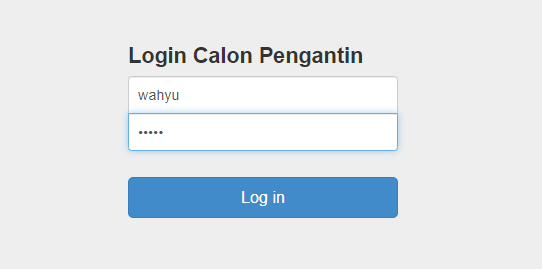 Login Calon Pengantin
wahyu
•••••
Log in